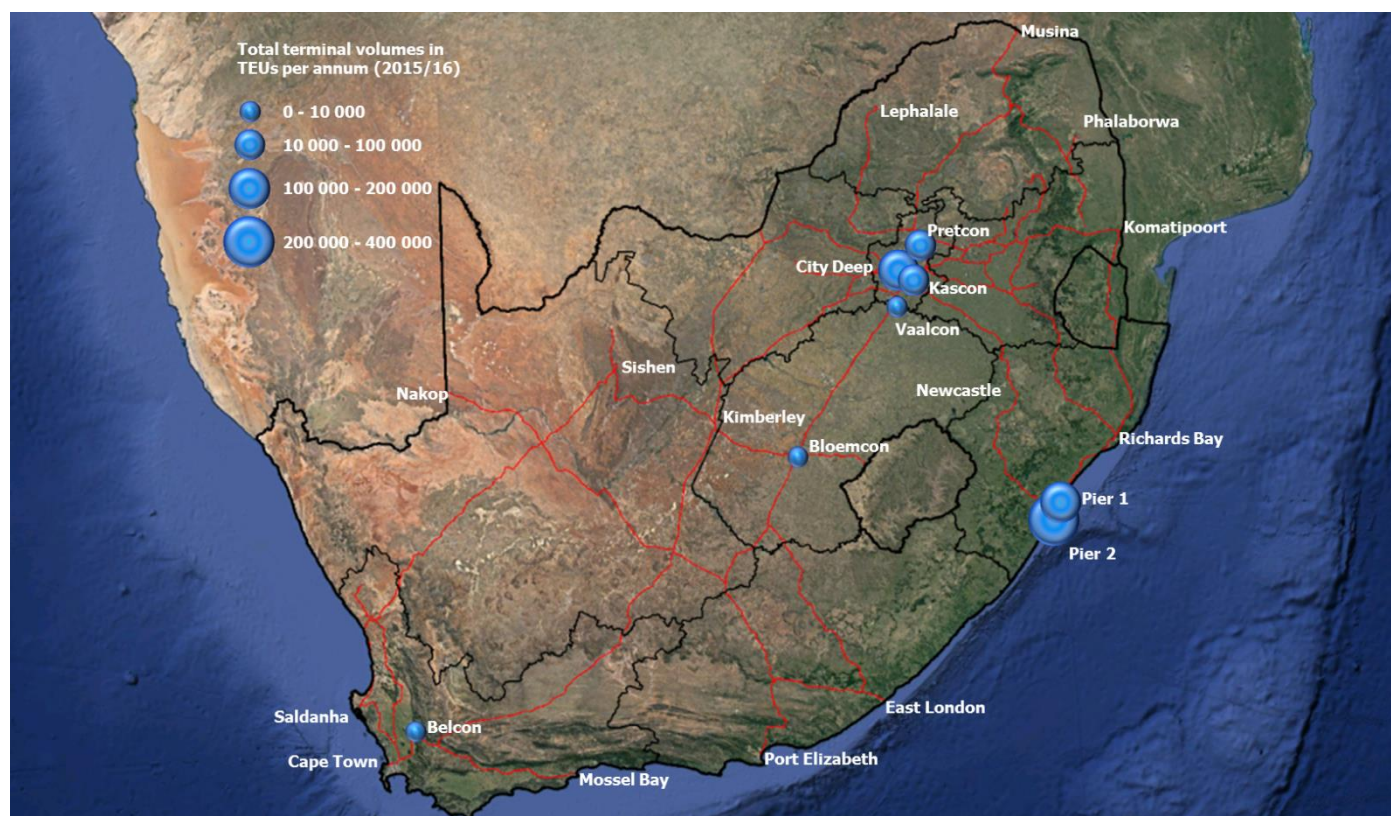 Total terminal volumes in
TEUs per annum (2015/16)
0 - 10 000
10 000 - 100 000
100 000 - 200 000
200 000 - 400 000
Musina
Lephalale
Phalaborwa
Pretcon
Komatipoort
City Deep
Kascon
Vaalcon
Sishen
Nakop
Newcastle
Kimberley
Bloemcon
Richards Bay
Pier 1
Pier 2
East London
Saldanha
Belcon
Cape Town
Port Elizabeth
Mossel Bay